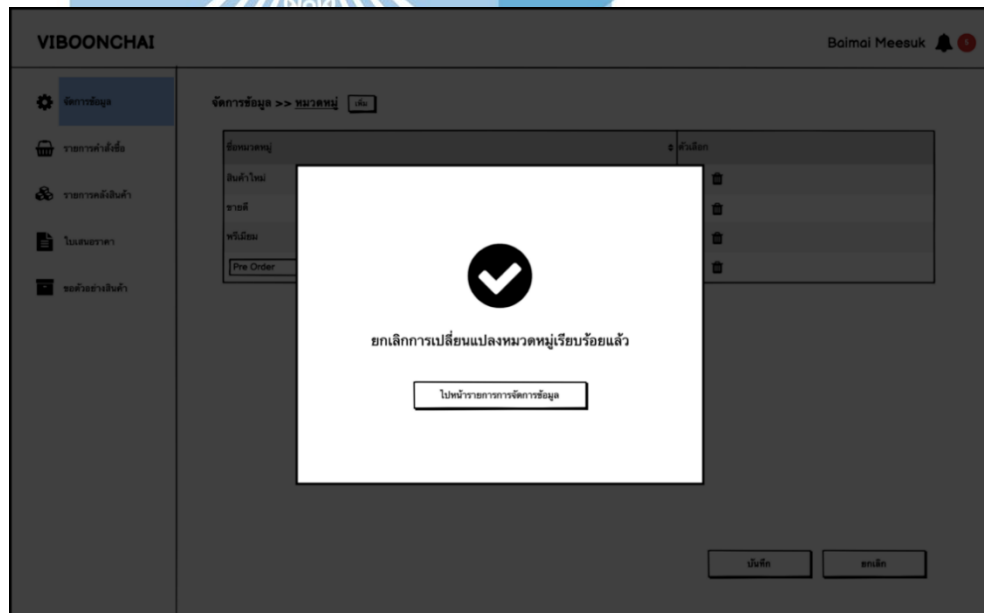 VIBOONCHAI
Baimai Meesuk
จัดการข้อมูล
รายการคำสั่งซื้อ
รายการคลังสินค้า
ใบเสนอราคา
ขอตัวอย่างสินค้า
จัดการข้อมูล >> หมวดหมู่ เพิ่ม
ชื่อหมวดหมู่ ตัวเลือก
สินค้าใหม่
ขายดี
พรีเมียม
Pre Order
ยกเลิกการเปลี่ยนแปลงหมวดหมู่เรียบร้อยแล้ว
ไปหน้ารายการการจัดการข้อมูล
บันทึก ยกเลิก